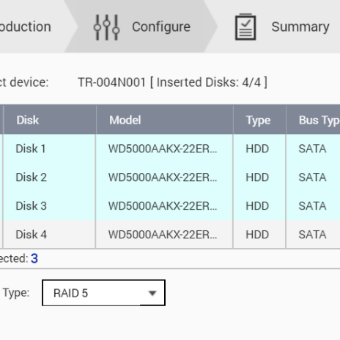 oduction Configure Summary
ct device: TR-004N001 [ Inserted Disks: 4/4 ]
Disk Model Type Bus Typ
Disk 1 WD5000AAKX-22ER... HDD SATA
Disk 2 WD5000AAKX-22ER... HDD SATA
Disk 3 WD5000AAKX-22ER... HDD SATA
Disk 4 WD5000AAKX-22ER... HDD SATA
ected: 3
Type: RAID 5